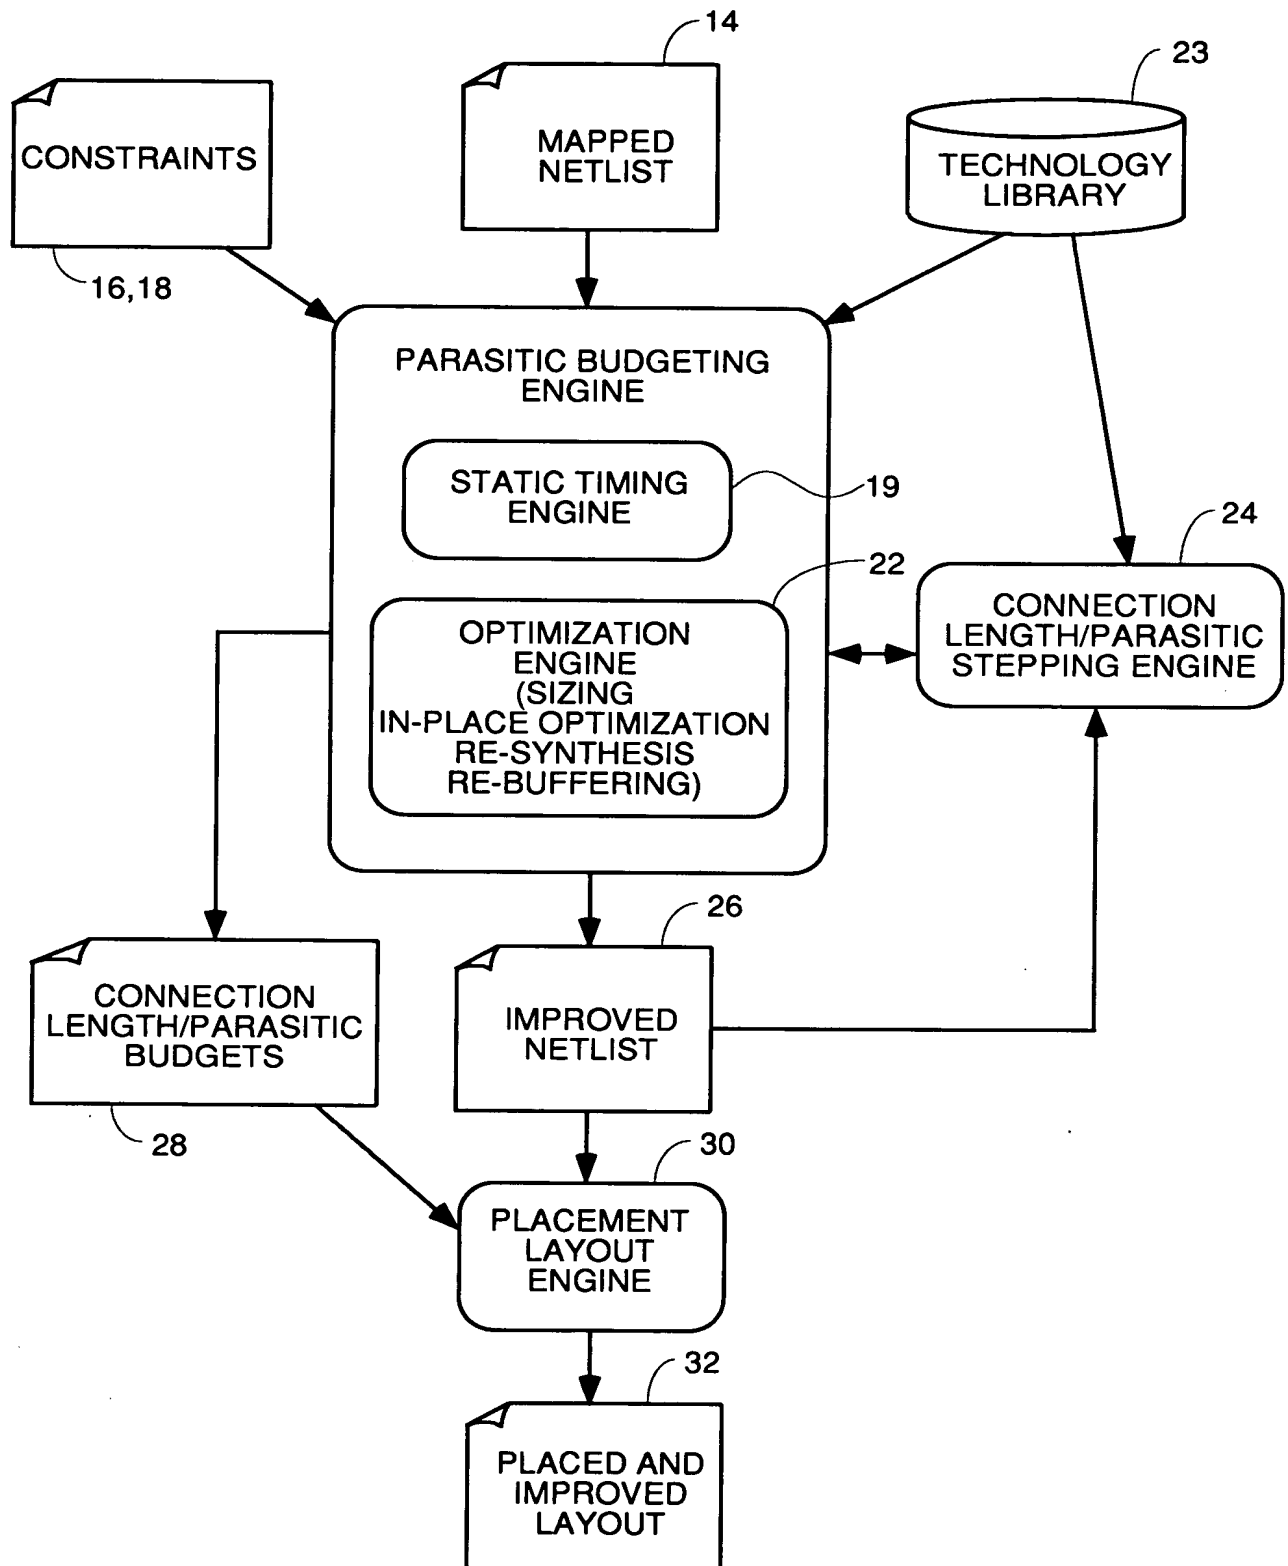 14
23
CONSTRAINTS
MAPPED
NETLIST
TECHNOLOGY
LIBRARY
16,18
PARASITIC BUDGETING
ENGINE
STATIC TIMING
ENGINE
19
24
22
OPTIMIZATION
ENGINE
(SIZING
IN-PLACE OPTIMIZATION
RE-SYNTHESIS
RE-BUFFERING)
CONNECTION
LENGTH/PARASITIC
STEPPING ENGINE
26
CONNECTION
LENGTH/PARASITIC
BUDGETS
IMPROVED
NETLIST
28
30
PLACEMENT
LAYOUT
ENGINE
32
PLACED AND
IMPROVED
LAYOUT